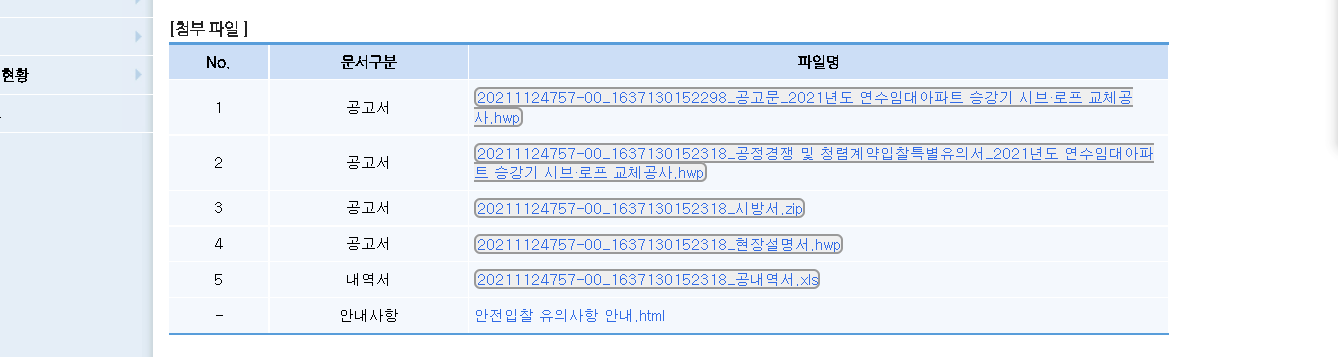 [첨부 파일 ]
No. 문서구분 파일명
현황
1 공고서 20211124757-00_1637130152298_공고문_2021년도 연수임대아파트 승강기 시브·로프 교체공
사.hwp
2 공고서 20211124757-00_1637130152318_공정경쟁 및 청렴계약입찰특별유의서_2021년도 연수임대아파
트 승강기 시브·로프 교체공사.hwp
3 공고서 20211124757-00_1637130152318_시방서.zip
4 공고서 20211124757-00_1637130152318_현장설명서.hwp
5 내역서 20211124757-00_1637130152318_공내역서.xls
- 안내사항 안전입찰 유의사항 안내.html